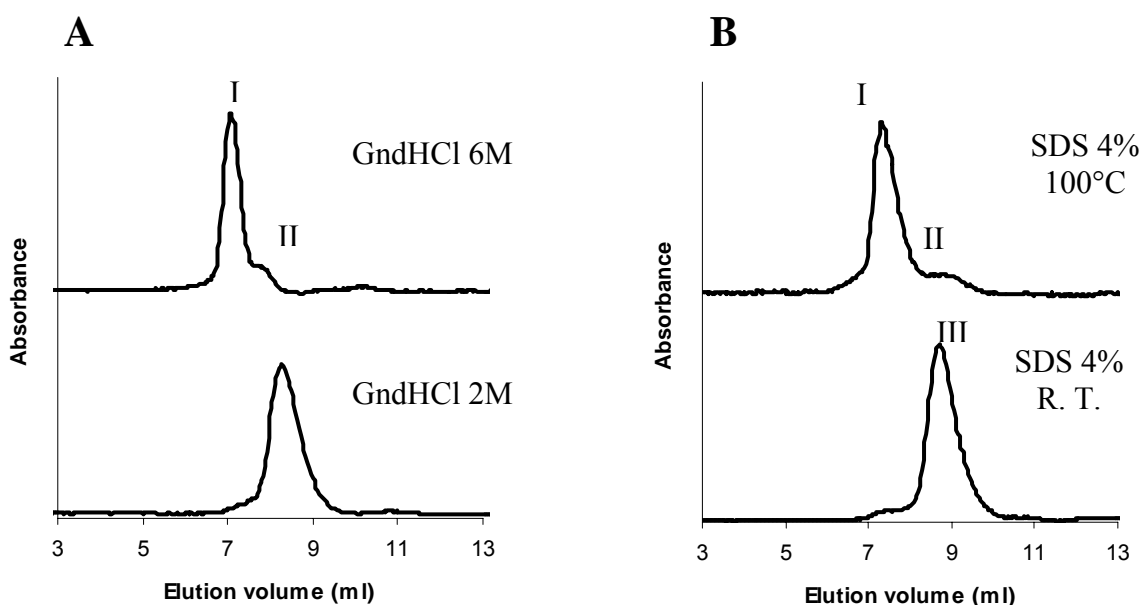 A
I
GndHCl 6M
II
Absorbance
GndHCl 2M
3 5 7 9 11 13
Elution volume (ml)
B
I
SDS 4%
100°C
II
Absorbance
III
SDS 4%
R. T.
3 5 7 9 11 13
Elution volume (ml)